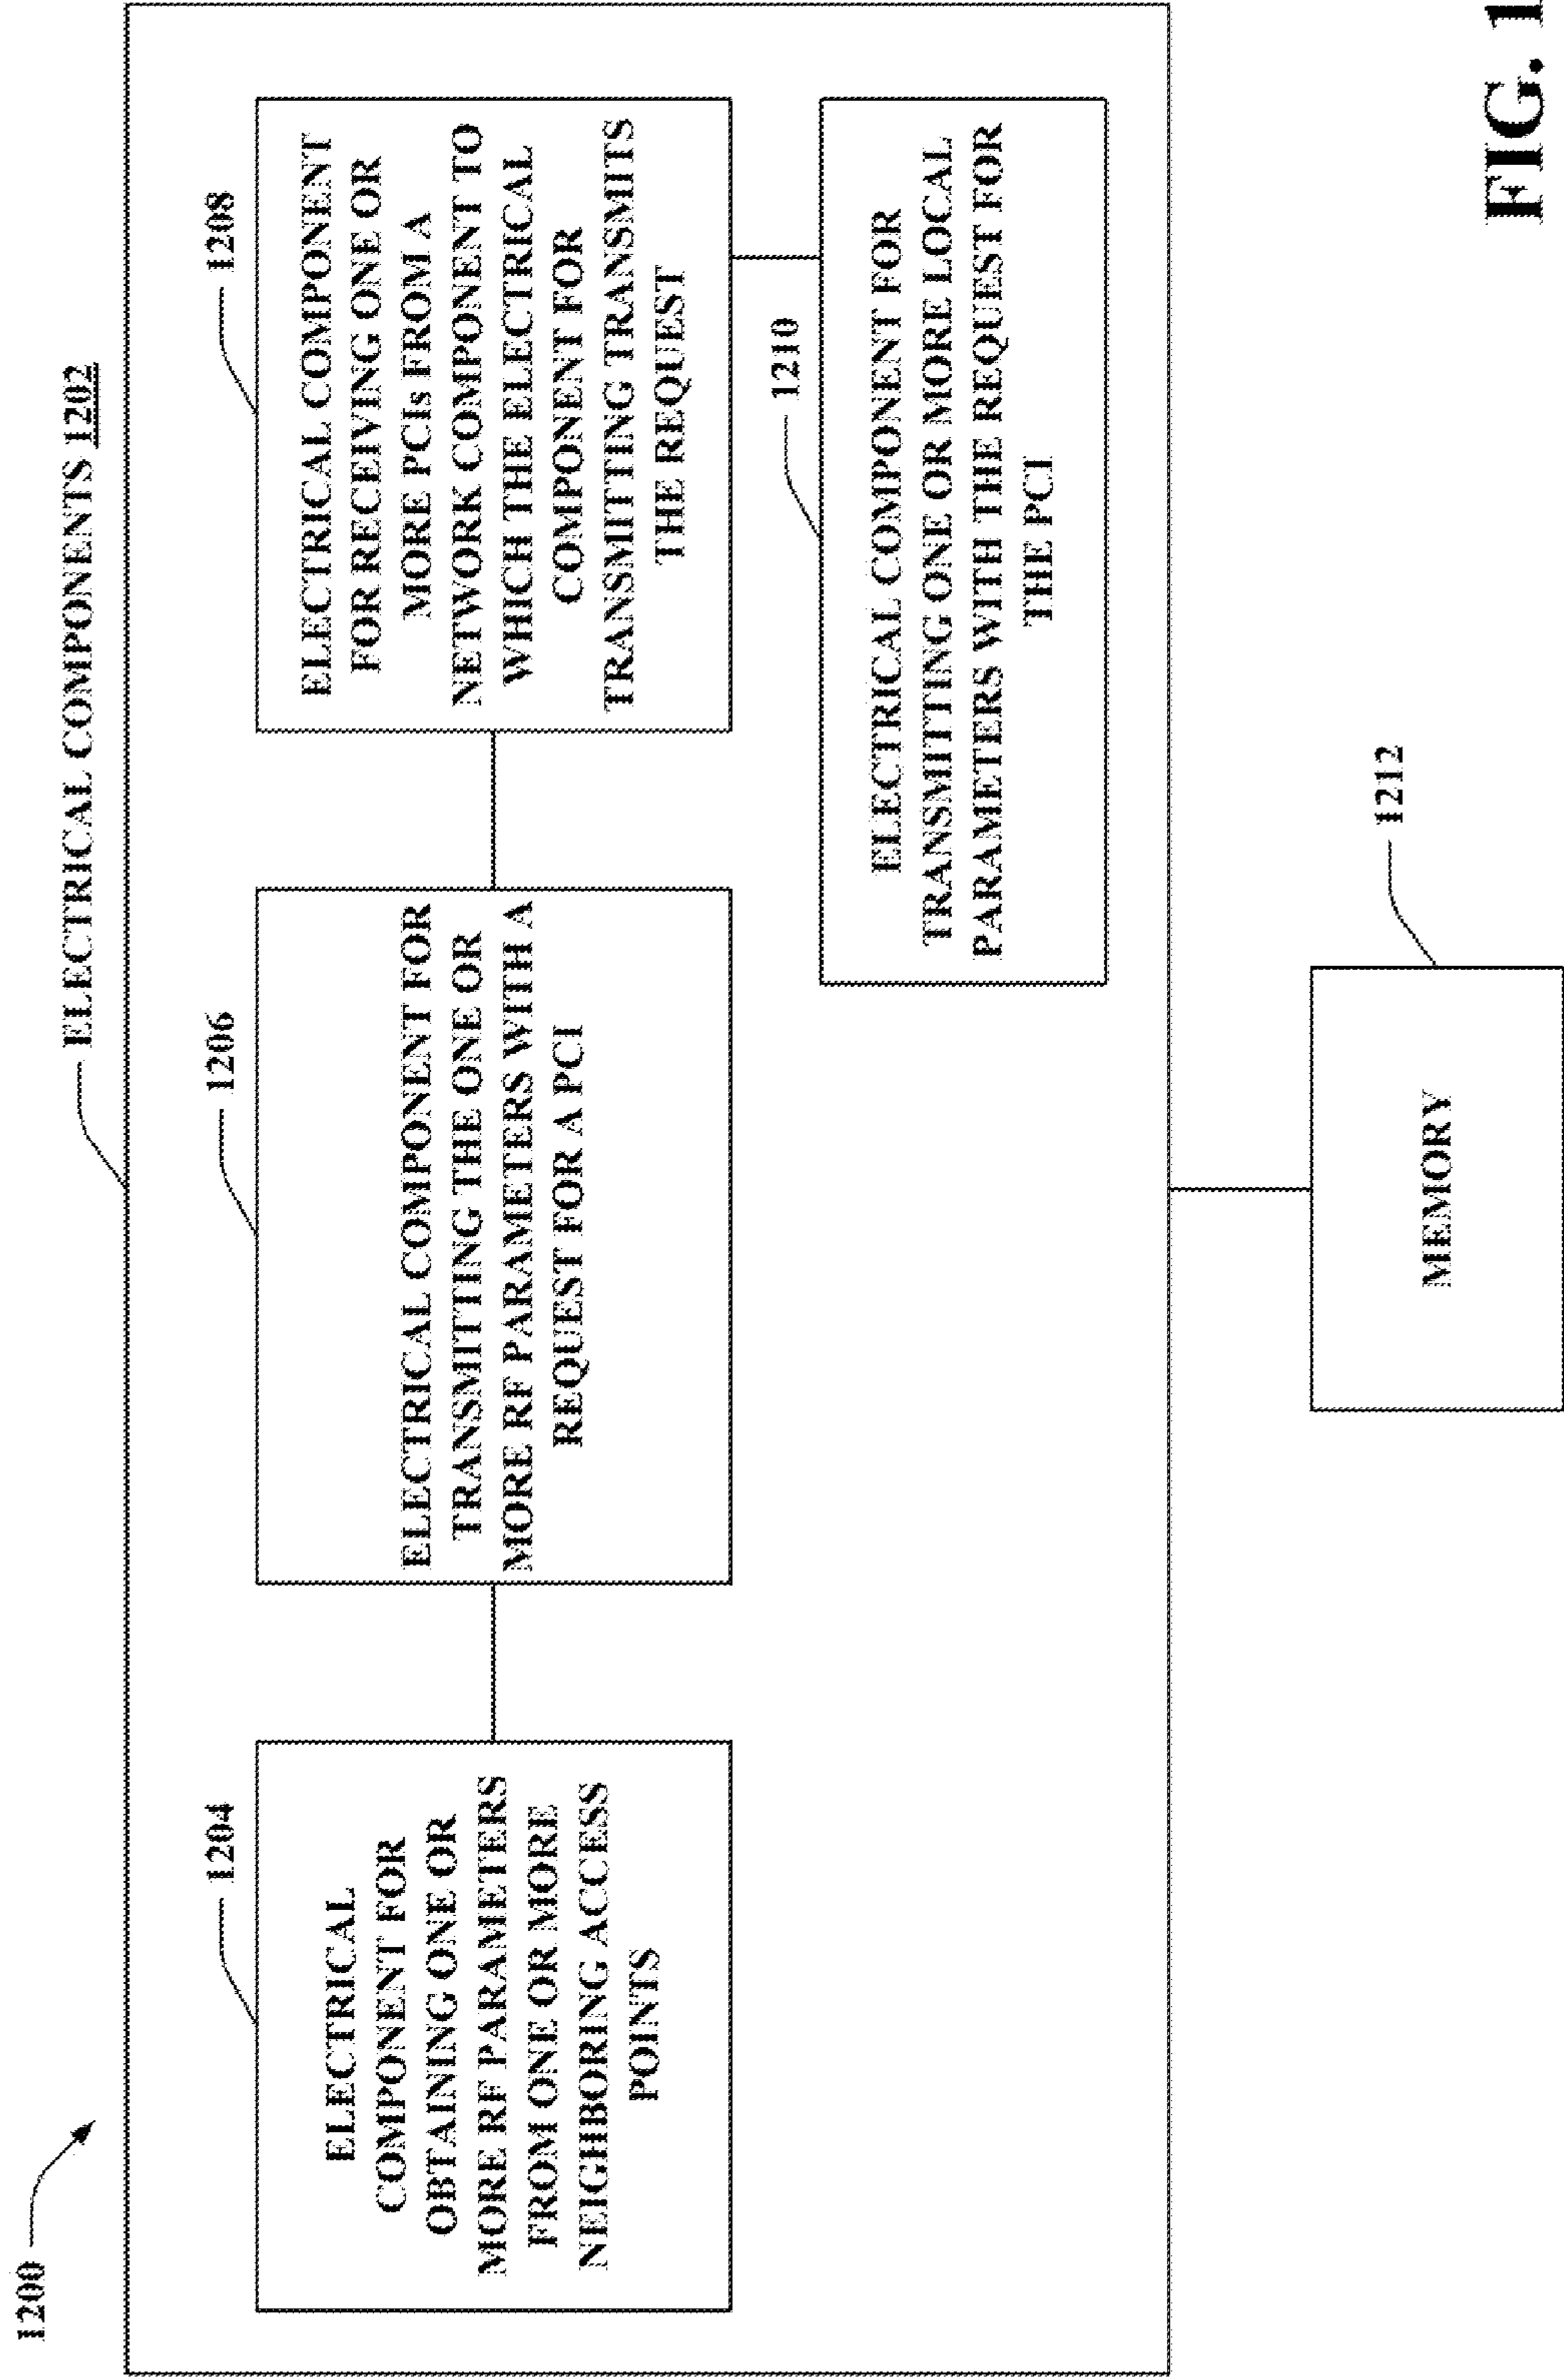 1200
ELECTRICAL COMPONENTS 1202
1204
ELECTRICAL
COMPONENT FOR
OBTAINING ONE OR
MORE RF PARAMETERS
FROM ONE OR MORE
NEIGHBORING ACCESS
POINTS
1206
ELECTRICAL COMPONENT FOR
TRANSMITTING THE ONE OR
MORE RF PARAMETERS WITH A
REQUEST FOR A PCI
1208
ELECTRICAL COMPONENT
FOR RECEIVING ONE OR
MORE PCIs FROM A
NETWORK COMPONENT TO
WHICH THE ELECTRICAL
COMPONENT FOR
TRANSMITTING TRANSMITS
THE REQUEST
1210
ELECTRICAL COMPONENT FOR
TRANSMITTING ONE OR MORE LOCAL
PARAMETERS WITH THE REQUEST FOR
THE PCI
1212
MEMORY
FIG. 1